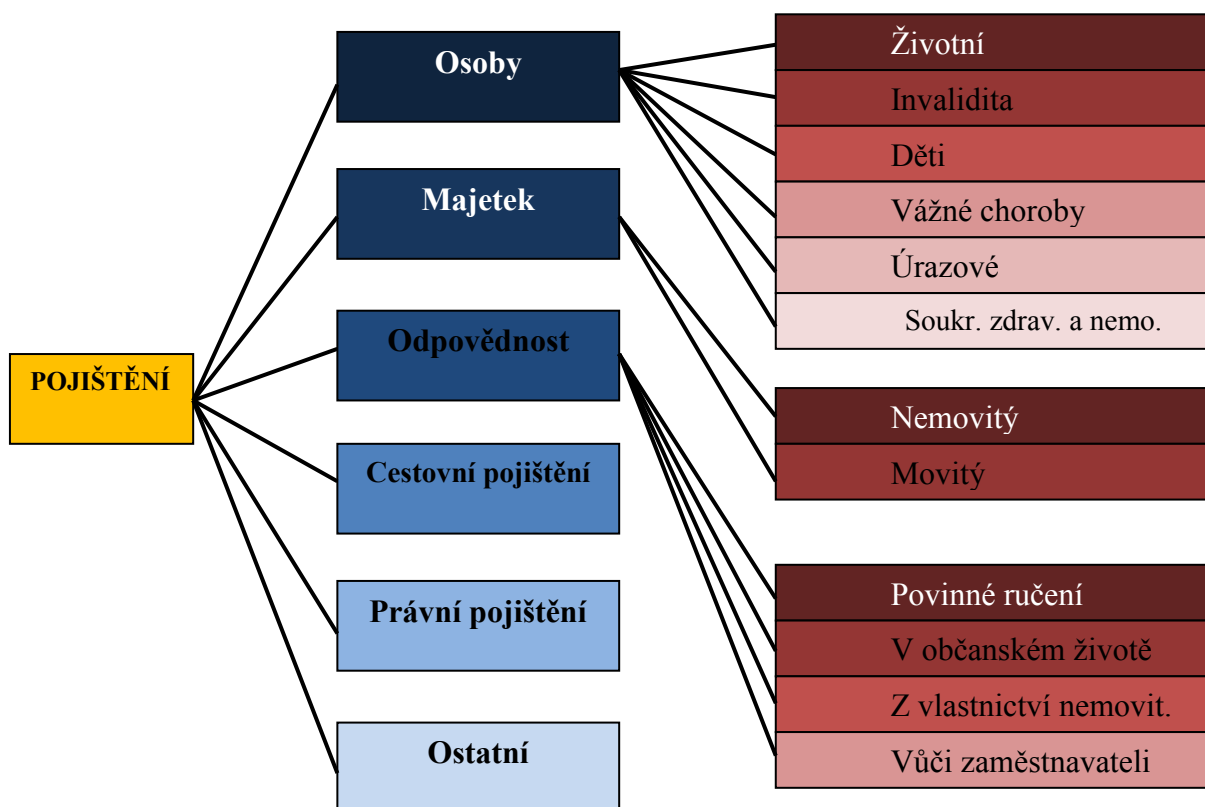 POJIŠTĚNÍ
Osoby
Životní
Invalidita
Děti
Vážné choroby
Úrazové
Soukr. zdrav. a nemo.
Majetek
Nemovitý
Movitý
Odpovědnost
Povinné ručení
V občanském životě
Z vlastnictví nemovit.
Vůči zaměstnavateli
Cestovní pojištění
Právní pojištění
Ostatní